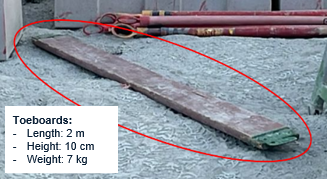 Toeboards:
- Length: 2 m
- Height: 10 cm
- Weight: 7 kg